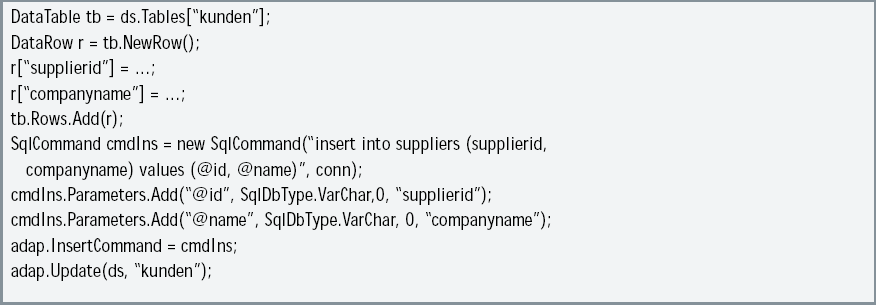 DataTable tb = ds.Tables[“kunden”];
DataRow r = tb.NewRow();
r[“supplierid”] = ...;
r[“companyname”] = ...;
tb.Rows.Add(r);
SqlCommand cmdIns = new SqlCommand(“insert into suppliers (supplierid,
companyname) values (@id, @name)”, conn);
cmdIns.Parameters.Add(“@id”, SqlDbType.VarChar,0, “supplierid”);
cmdIns.Parameters.Add(“@name”, SqlDbType.VarChar, 0, “companyname”);
adap.InsertCommand = cmdIns;
adap.Update(ds, “kunden”);